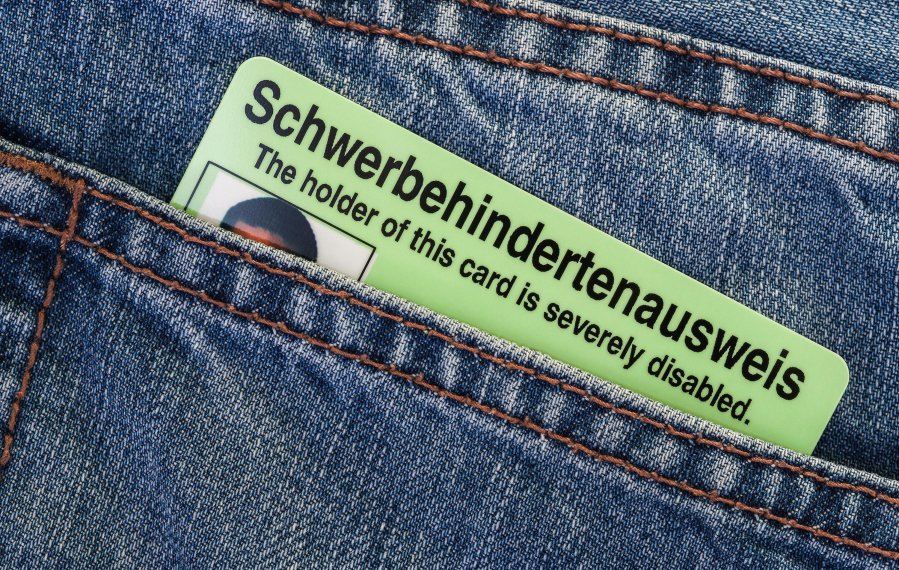 Schwerbehindertenausweis
The holder of this card is severely disabled.